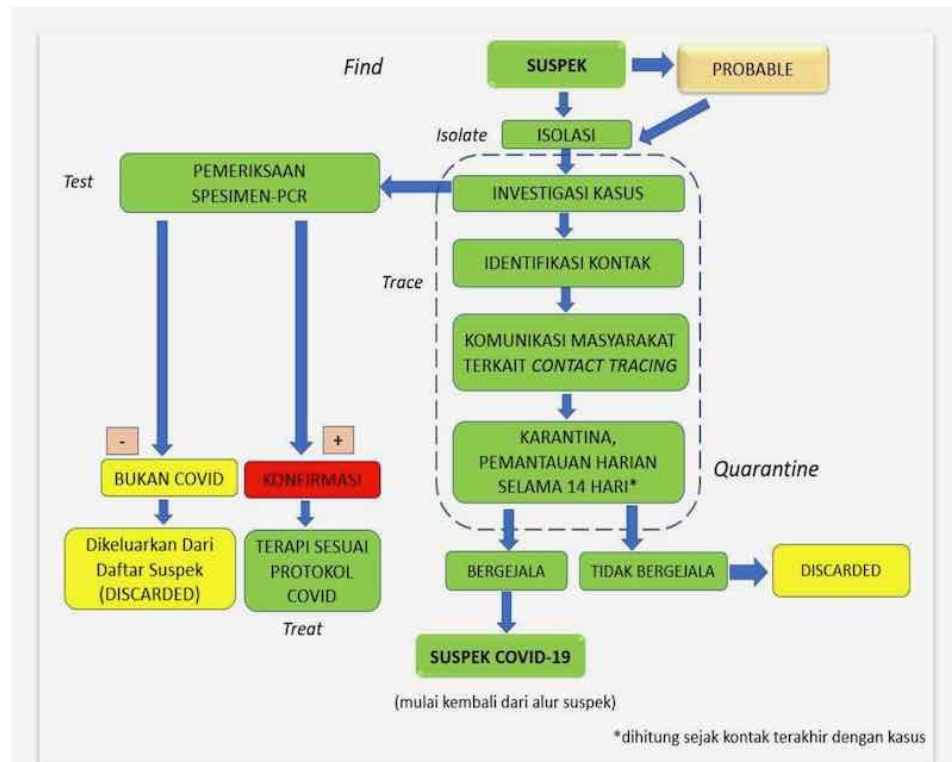 Find
SUSPEK
PROBABLE
Isolate
ISOLASI
Test
PEMERIKSAAN
SPESIMEN-PCR
INVESTIGASI KASUS
Trace
IDENTIFIKASI KONTAK
KOMUNIKASI MASYARAKAT
TERKAIT CONTACT TRACING
KARANTINA,
PEMANTAUAN HARIAN
SELAMA 14 HARI*
Quarantine
-
+
BUKAN COVID
KONFIRMASI
Dikeluarkan Dari
Daftar Suspek
(DISCARDED)
TERAPI SESUAI
PROTOKOL
COVID
Treat
BERGEJALA
TIDAK BERGEJALA
DISCARDED
SUSPEK COVID-19
(mulai kembali dari alur suspek)
*dihitung sejak kontak terakhir dengan kasus